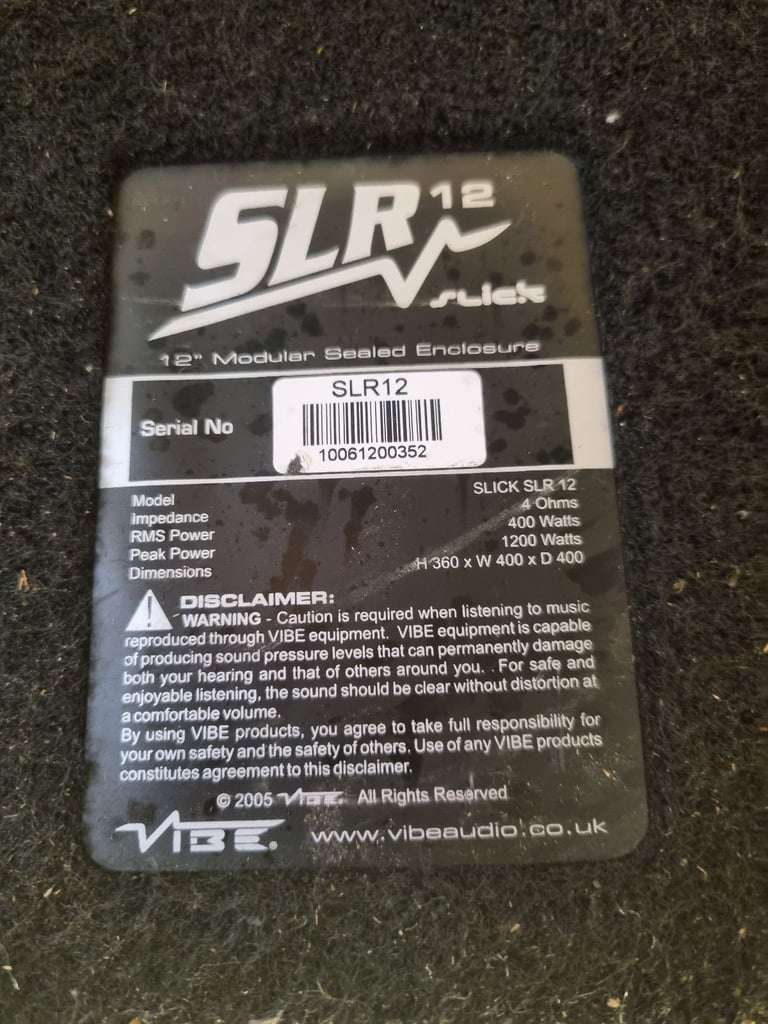 SLR 12
slick
12" Modular Sealed Enclosure
SLR12
Serial No
10061200352
Model SLICK SLR 12
Impedance 4 Ohms
RMS Power 400 Watts
Peak Power 1200 Watts
Dimensions H 360 x W 400 x D 400
DISCLAIMER:
WARNING - Caution is required when listening to music
reproduced through VIBE equipment. VIBE equipment is capable
of producing sound pressure levels that can permanently damage
both your hearing and that of others around you. . For safe and
enjoyable listening, the sound should be clear without distortion at
a comfortable volume.
By using VIBE products, you agree to take full responsibility for
your own safety and the safety of others. Use of any VIBE products
constitutes agreement to this disclaimer.
© 2005 VIBE. All Rights Reserved
VIBE. www.vibeaudio.co.uk